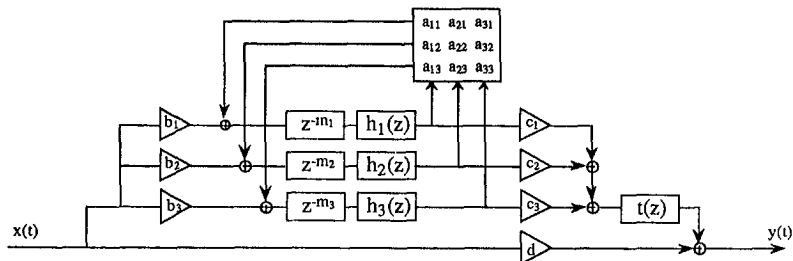 a₁₁ a₂₁ a₃₁
a₁₂ a₂₂ a₃₂
a₁₃ a₂₃ a₃₃
b₁ z⁻ᵐ¹ h₁(z) c₁
b₂ z⁻ᵐ² h₂(z) c₂
b₃ z⁻ᵐ³ h₃(z) c₃ t(z)
x(t) y(t)
d